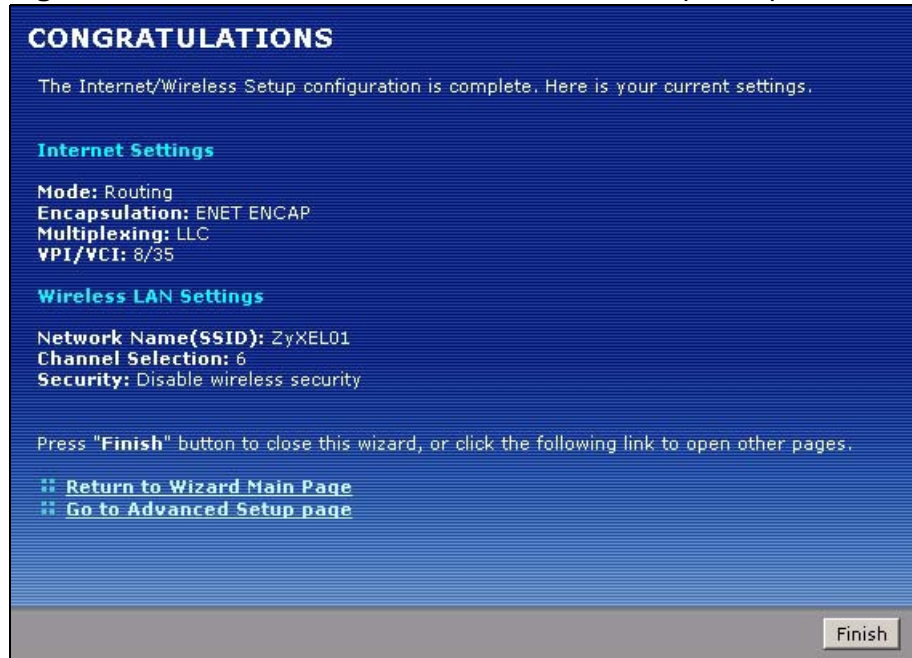 CONGRATULATIONS
The Internet/Wireless Setup configuration is complete. Here is your current settings.
Internet Settings
Mode: Routing
Encapsulation: ENET ENCAP
Multiplexing: LLC
VPI/VCI: 8/35
Wireless LAN Settings
Network Name(SSID): ZyXEL01
Channel Selection: 6
Security: Disable wireless security
Press "Finish" button to close this wizard, or click the following link to open other pages.
Return to Wizard Main Page
Go to Advanced Setup page
Finish